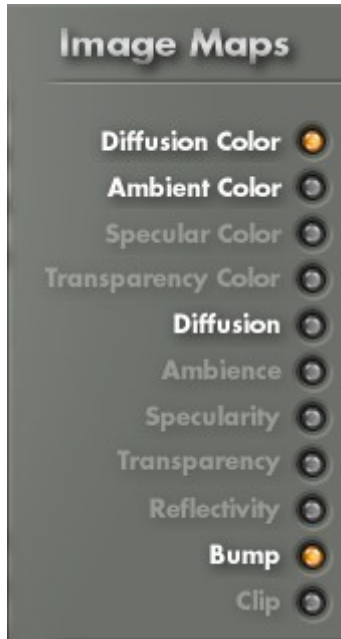 Image Maps
Diffusion Color
Ambient Color
Specular Color
Transparency Color
Diffusion
Ambience
Specularity
Transparency
Reflectivity
Bump
Clip